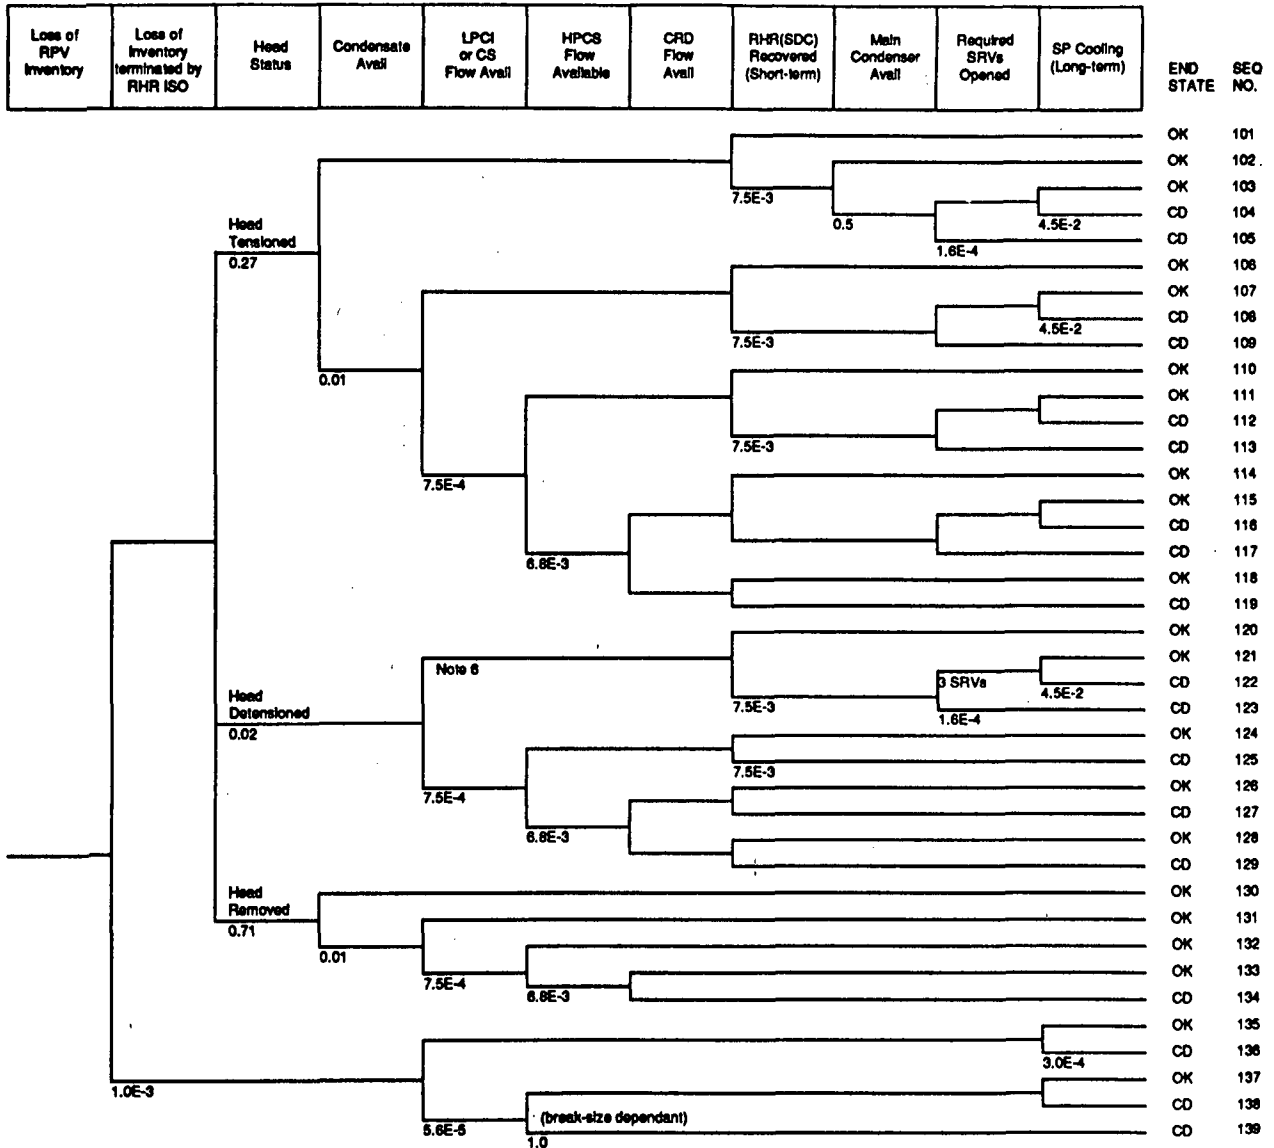 Loss of
RPV
Inventory
Loss of
Inventory
terminated by
RHR ISO
Head
Status
Condensate
Avail
LPCI
or CS
Flow Avail
HPCS
Flow
Available
CRD
Flow
Avail
RHR(SDC)
Recovered
(Short-term)
Main
Condenser
Avail
Required
SRVs
Opened
SP Cooling
(Long-term)
END
STATE
SEQ
NO.
OK 101
OK 102
7.5E-3
OK 103
Head
Tensioned
0.27
0.5
CD 104
4.5E-2
CD 105
1.6E-4
OK 106
OK 107
CD 108
7.5E-3
4.5E-2
CD 109
0.01
OK 110
OK 111
CD 112
7.5E-3
CD 113
7.5E-4
OK 114
OK 115
CD 116
6.8E-3
CD 117
OK 118
CD 119
OK 120
Note 6
OK 121
3 SRVs
CD 122
Head
Detensioned
0.02
7.5E-3
4.5E-2
CD 123
1.6E-4
OK 124
CD 125
7.5E-3
7.5E-4
OK 126
CD 127
6.8E-3
OK 128
CD 129
Head
Removed
0.71
OK 130
OK 131
0.01
OK 132
7.5E-4
OK 133
6.8E-3
CD 134
OK 135
CD 136
3.0E-4
1.0E-3
OK 137
CD 138
(break-size dependant)
5.6E-5
CD 139
1.0